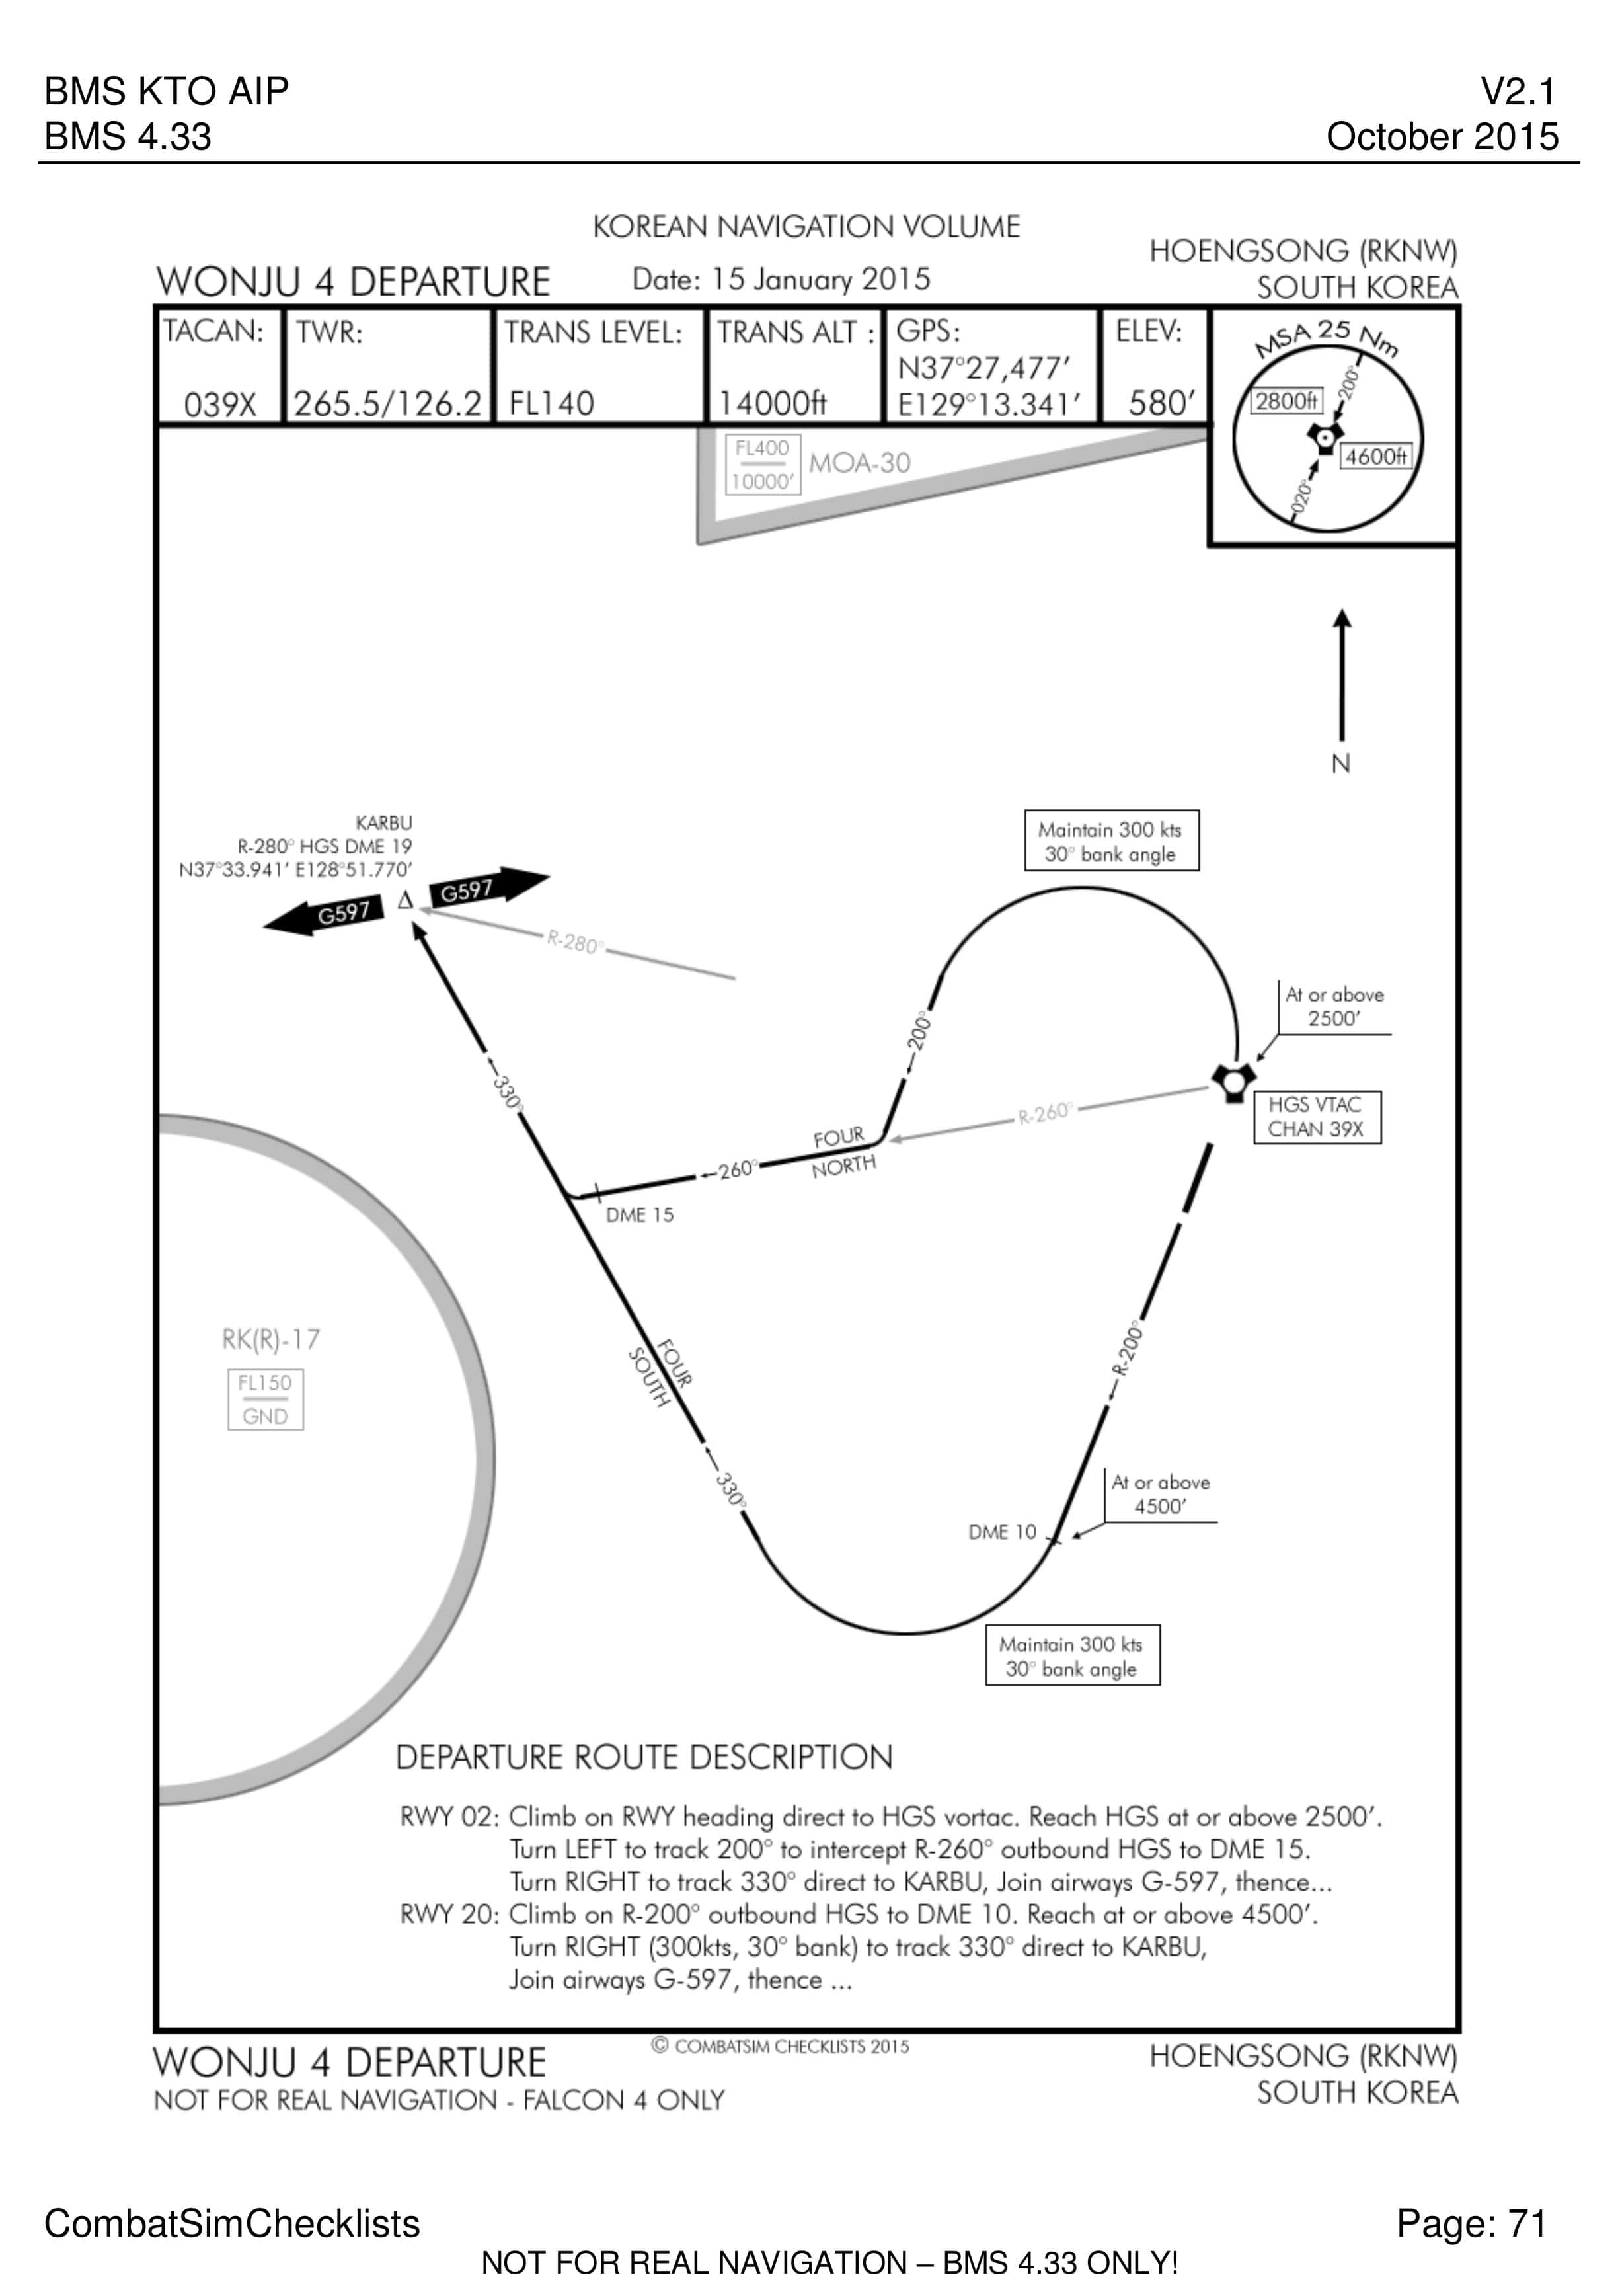 BMS KTO AIP
V2.1
BMS 4.33
October 2015
KOREAN NAVIGATION VOLUME
HOENGSONG (RKNW)
WONJU 4 DEPARTURE
Date: 15 January 2015
SOUTH KOREA
TACAN:
039X
TWR:
265.5/126.2
TRANS LEVEL:
FL140
TRANS ALT :
14000ft
GPS:
N37°27,477’
E129°13.341’
ELEV:
580’
MSA 25 Nm
2800ft
200°
4600ft
020°
FL400
10000’
MOA-30
N
KARBU
R-280° HGS DME 19
N37°33.941’ E128°51.770’
G597
G597
R-280°
Maintain 300 kts
30° bank angle
At or above
2500’
200°
HGS VTAC
CHAN 39X
R-260°
330°
FOUR
NORTH
260°
DME 15
RK(R)-17
FL150
GND
FOUR
SOUTH
R-200°
330°
At or above
4500’
DME 10
Maintain 300 kts
30° bank angle
DEPARTURE ROUTE DESCRIPTION
RWY 02: Climb on RWY heading direct to HGS vortac. Reach HGS at or above 2500’.
Turn LEFT to track 200° to intercept R-260° outbound HGS to DME 15.
Turn RIGHT to track 330° direct to KARBU, Join airways G-597, thence...
RWY 20: Climb on R-200° outbound HGS to DME 10. Reach at or above 4500’.
Turn RIGHT (300kts, 30° bank) to track 330° direct to KARBU,
Join airways G-597, thence ...
© COMBATSIM CHECKLISTS 2015
WONJU 4 DEPARTURE
HOENGSONG (RKNW)
NOT FOR REAL NAVIGATION - FALCON 4 ONLY
SOUTH KOREA
CombatSimChecklists
Page: 71
NOT FOR REAL NAVIGATION – BMS 4.33 ONLY!